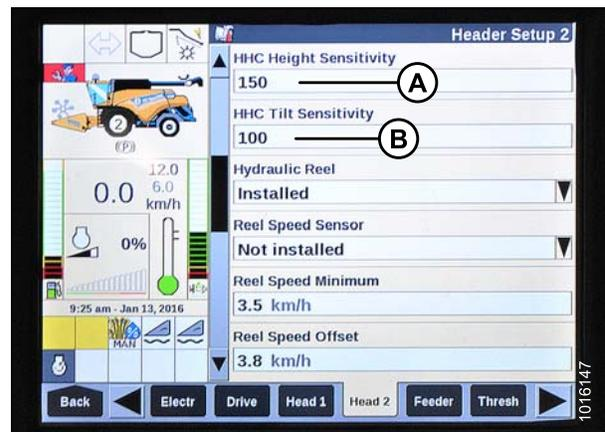 Header Setup 2
HHC Height Sensitivity
150
A
HHC Tilt Sensitivity
100
B
Hydraulic Reel
Installed
Reel Speed Sensor
Not installed
Reel Speed Minimum
3.5 km/h
Reel Speed Offset
3.8 km/h
2
(P)
12.0
0.0 6.0
km/h
0%
9:25 am - Jan 13, 2016
MAN
%
Back
Electr
Drive
Head 1
Head 2
Feeder
Thresh
1016147